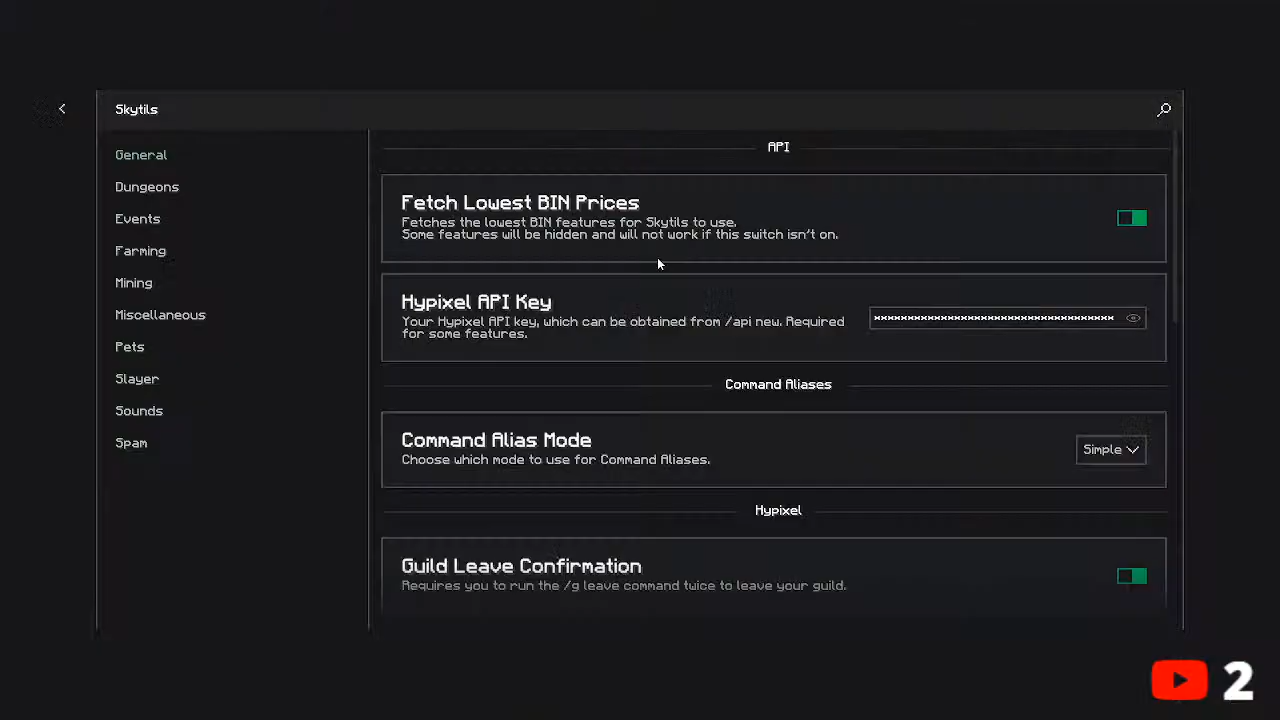 Skytils
General
Dungeons
Events
Farming
Mining
Miscellaneous
Pets
Slayer
Sounds
Spam
API
Fetch Lowest BIN Prices
Fetches the lowest BIN features for Skytils to use.
Some features will be hidden and will not work if this switch isn't on.
Hypixel API Key
Your Hypixel API key, which can be obtained from /api new. Required
for some features.
Command Aliases
Command Alias Mode
Choose which mode to use for Command Aliases.
Simple
Hypixel
Guild Leave Confirmation
Requires you to run the /g leave command twice to leave your guild.
2